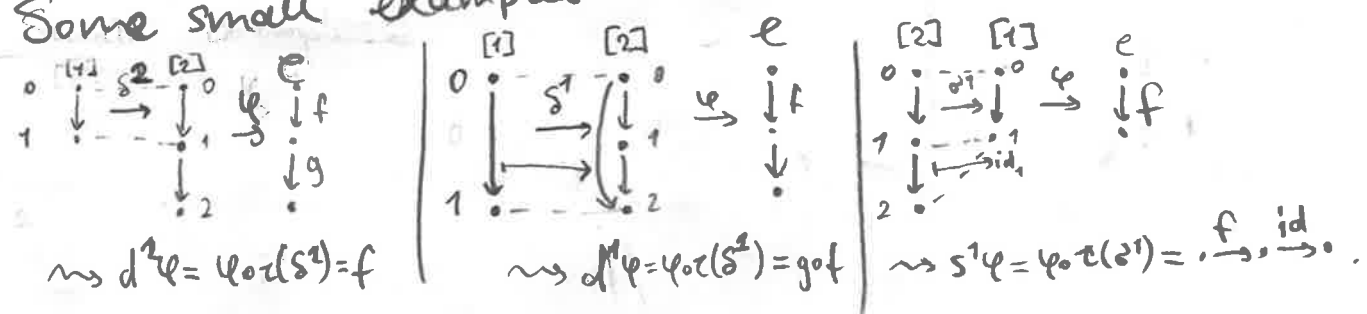 Some small examples
[1] [2] e
0 δ² 0 φ f
1 1 g
2
⇝ d²φ = φ∘τ(δ²) = f
[1] [2] e
0 δ¹ 0 φ f
1
1 2
⇝ d¹φ = φ∘τ(δ¹) = g∘f
[2] [1] e
0 σ¹ 0 φ f
1 1
id₁
2
⇝ s¹φ = φ∘τ(σ¹) = . →f . →id .